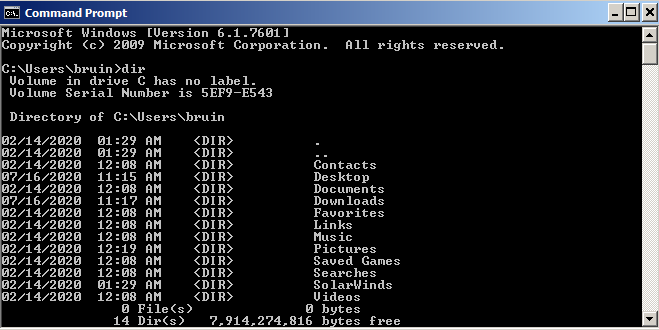 Command Prompt
Microsoft Windows [Version 6.1.7601]
Copyright (c) 2009 Microsoft Corporation.  All rights reserved.
C:\Users\bruin>dir
 Volume in drive C has no label.
 Volume Serial Number is 5EF9-E543
 Directory of C:\Users\bruin
02/14/2020  01:29 AM    <DIR>          .
02/14/2020  01:29 AM    <DIR>          ..
02/14/2020  12:08 AM    <DIR>          Contacts
07/16/2020  11:15 AM    <DIR>          Desktop
02/14/2020  12:08 AM    <DIR>          Documents
07/16/2020  11:17 AM    <DIR>          Downloads
02/14/2020  12:08 AM    <DIR>          Favorites
02/14/2020  12:08 AM    <DIR>          Links
02/14/2020  12:08 AM    <DIR>          Music
02/14/2020  12:19 AM    <DIR>          Pictures
02/14/2020  12:08 AM    <DIR>          Saved Games
02/14/2020  12:08 AM    <DIR>          Searches
02/14/2020  01:29 AM    <DIR>          SolarWinds
02/14/2020  12:08 AM    <DIR>          Videos
               0 File(s)              0 bytes
              14 Dir(s)   7,914,274,816 bytes free